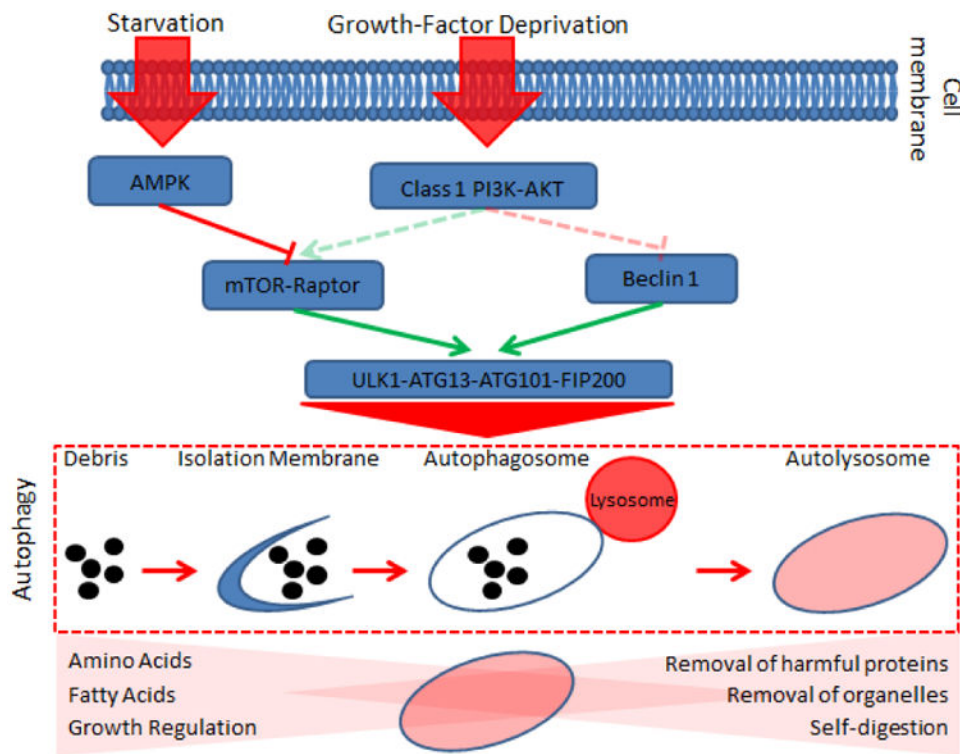 Starvation
Growth-Factor Deprivation
Cell
membrane
AMPK
Class 1 PI3K-AKT
mTOR-Raptor
Beclin 1
ULK1-ATG13-ATG101-FIP200
Autophagy
Debris
Isolation Membrane
Autophagosome
Autolysosome
Lysosome
Amino Acids
Fatty Acids
Growth Regulation
Removal of harmful proteins
Removal of organelles
Self-digestion